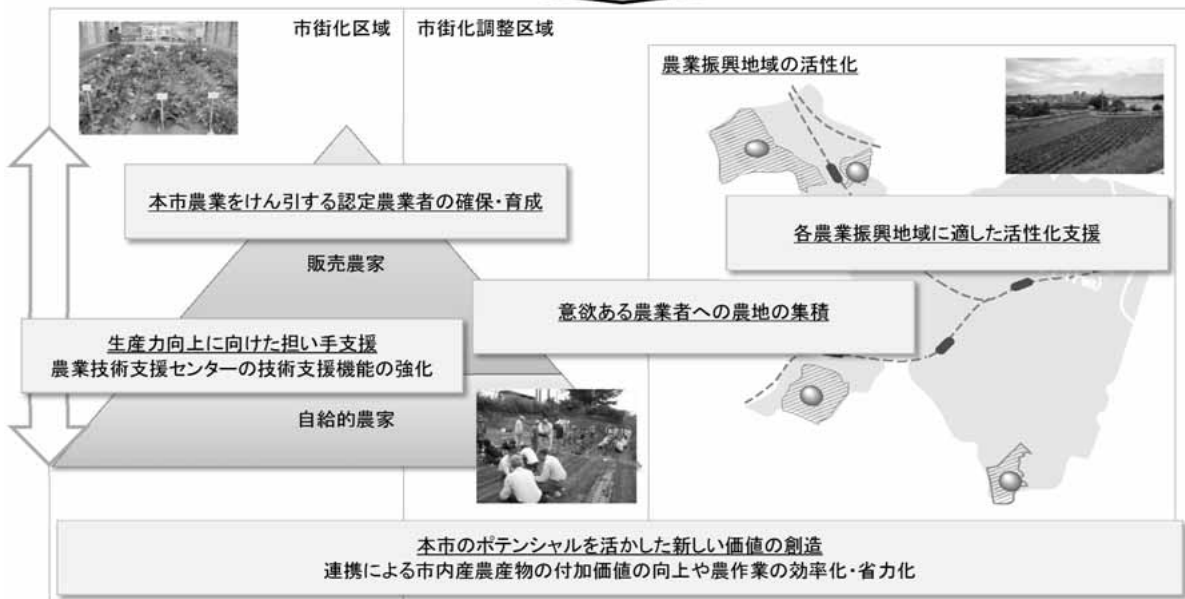 市街化区域
市街化調整区域
農業振興地域の活性化
本市農業をけん引する認定農業者の確保・育成
各農業振興地域に適した活性化支援
販売農家
意欲ある農業者への農地の集積
生産力向上に向けた担い手支援
農業技術支援センターの技術支援機能の強化
自給的農家
本市のポテンシャルを活かした新しい価値の創造
連携による市内産農産物の付加価値の向上や農作業の効率化・省力化